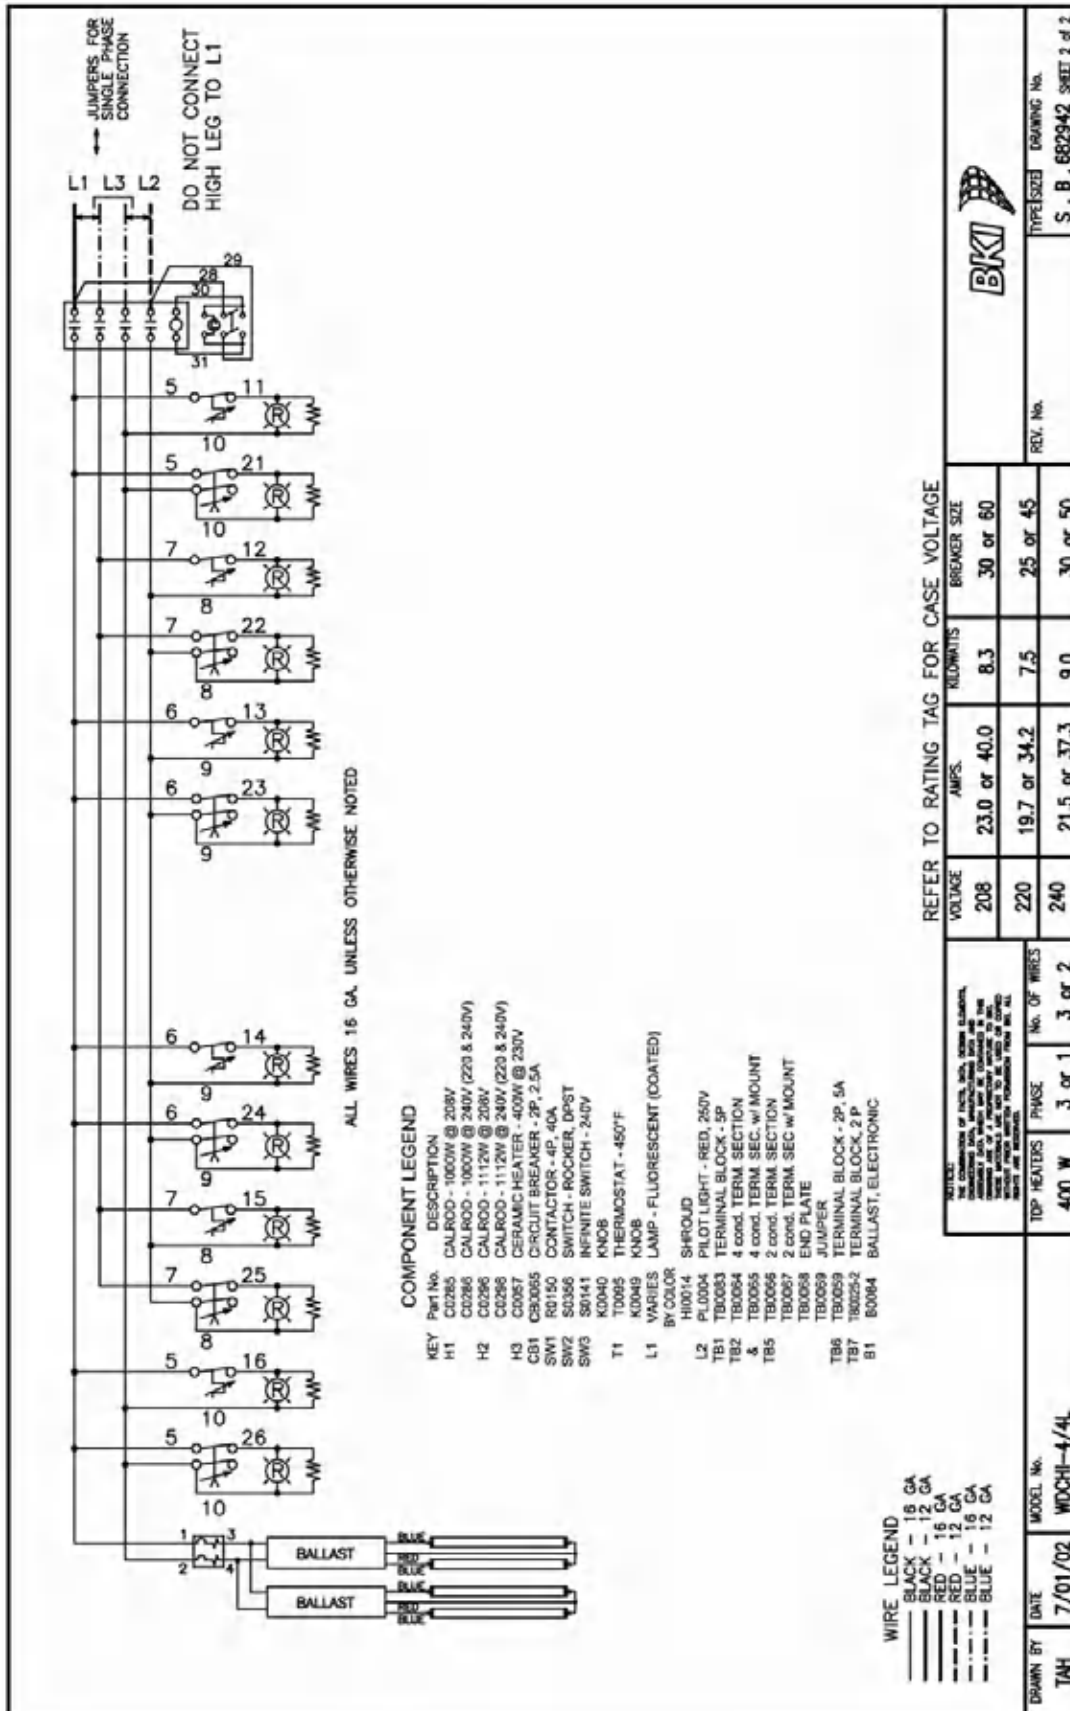 JUMPERS FOR
SINGLE PHASE
CONNECTION
L1
L3
L2
DO NOT CONNECT
HIGH LEG TO L1
29
28
30
31
5
11
10
5
21
10
7
12
8
7
22
8
6
13
9
6
23
9
6
14
9
6
24
9
7
15
8
7
25
8
5
16
10
5
26
10
1
3
2
4
BALLAST
BLUE
RED
BLUE
BALLAST
BLUE
RED
BLUE
ALL WIRES 16 GA. UNLESS OTHERWISE NOTED
COMPONENT LEGEND
KEY Part No. DESCRIPTION
H1 C0285 CALROD - 1000W @ 208V
C0286 CALROD - 1000W @ 240V (220 & 240V)
H2 C0296 CALROD - 1112W @ 208V
C0298 CALROD - 1112W @ 240V (220 & 240V)
H3 C0057 CERAMIC HEATER - 400W @ 230V
CB1 CB0065 CIRCUIT BREAKER - 2P, 2.5A
SW1 R0150 CONTACTOR - 4P, 40A
SW2 S0356 SWITCH - ROCKER, DPST
SW3 S0141 INFINITE SWITCH - 240V
K0040 KNOB
T1 T0095 THERMOSTAT - 450°F
K0049 KNOB
L1 VARIES LAMP - FLUORESCENT (COATED)
BY COLOR
H0014 SHROUD
L2 PL0004 PILOT LIGHT - RED, 250V
TB1 TB0083 TERMINAL BLOCK - 5P
TB2 TB0064 4 cond. TERM. SECTION
& TB0065 4 cond. TERM. SEC. w/ MOUNT
TB5 TB0066 2 cond. TERM. SECTION
TB0067 2 cond. TERM. SEC w/ MOUNT
TB0068 END PLATE
TB0069 JUMPER
TB6 TB0059 TERMINAL BLOCK - 2P, 5A
TB7 TB025-2 TERMINAL BLOCK, 2 P
B1 B0084 BALLAST, ELECTRONIC
WIRE LEGEND
BLACK - 16 GA
BLACK - 12 GA
RED - 16 GA
RED - 12 GA
BLUE - 16 GA
BLUE - 12 GA
REFER TO RATING TAG FOR CASE VOLTAGE
VOLTAGE AMPS. KILOWATTS BREAKER SIZE
208 23.0 or 40.0 8.3 30 or 60
220 19.7 or 34.2 7.5 25 or 45
240 21.5 or 37.3 9.0 30 or 50
BKI
DRAWN BY DATE MODEL No. TOP HEATERS PHASE No. OF WIRES REV. No. TYPE SIZE DRAWING No.
TAH 7/01/02 WDCHI-4/4L 400 W 3 or 1 3 or 2 S . B . 682942 SHEET 2 of 2